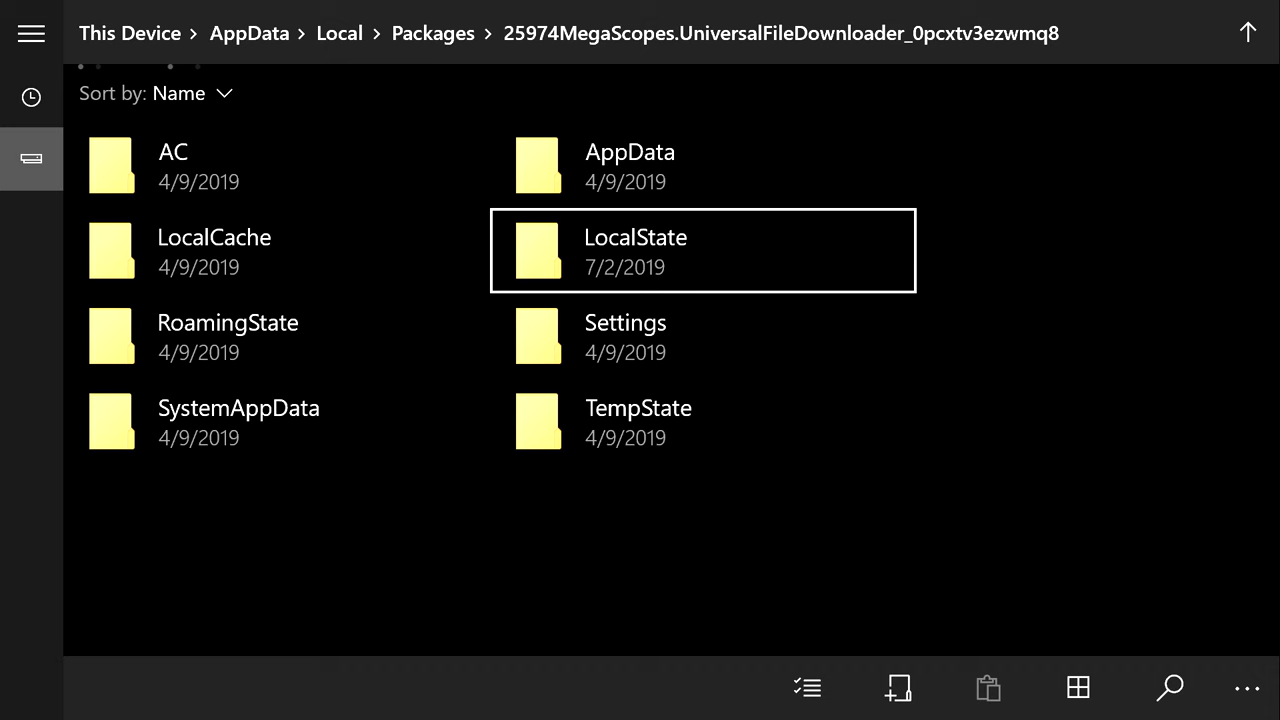 This Device > AppData > Local > Packages > 25974MegaScopes.UniversalFileDownloader_0pcxtv3ezwmq8
Sort by: Name
AC
4/9/2019
AppData
4/9/2019
LocalCache
4/9/2019
LocalState
7/2/2019
RoamingState
4/9/2019
Settings
4/9/2019
SystemAppData
4/9/2019
TempState
4/9/2019